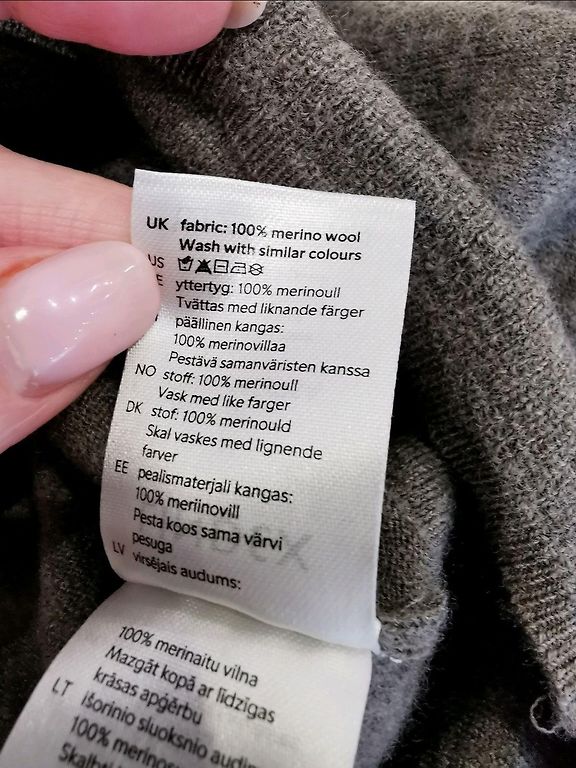 UK fabric: 100% merino wool
Wash with similar colours
US
E yttertyg: 100% merinoull
Tvättas med liknande färger
päällinen kangas:
100% merinovillaa
Pestävä samanväristen kanssa
NO stoff: 100% merinoull
Vask med like farger
DK stof: 100% merinould
Skal vaskes med lignende
farver
EE pealismaterjali kangas:
100% meriinovill
Pesta koos sama värvi
pesuga
LV virsējais audums:
100% merinaitu vilna
Mazgāt kopā ar līdzīgas
krāsas apģērbu
LT Išorinio sluoksnio
100%